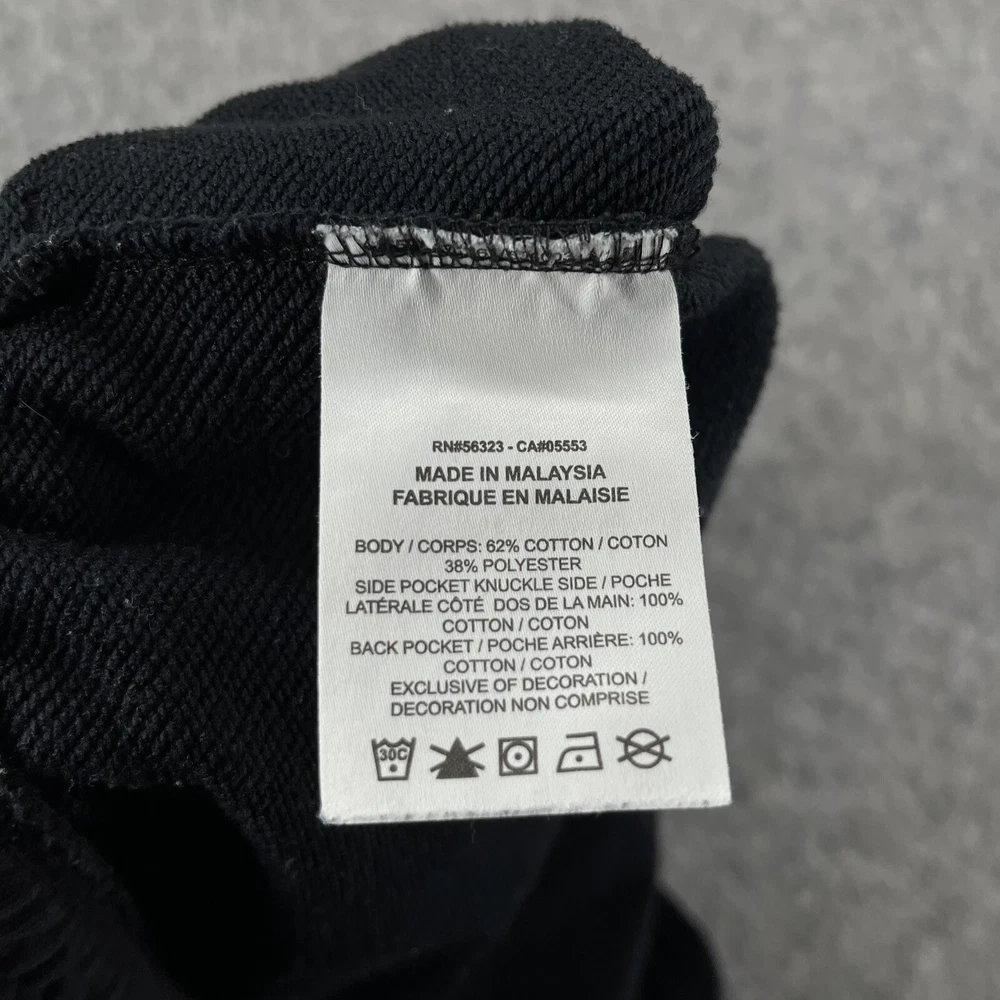 RN#56323 - CA#05553
MADE IN MALAYSIA
FABRIQUE EN MALAISIE
BODY / CORPS: 62% COTTON / COTON
38% POLYESTER
SIDE POCKET KNUCKLE SIDE / POCHE
LATÉRALE CÔTÉ DOS DE LA MAIN: 100%
COTTON / COTON
BACK POCKET / POCHE ARRIÈRE: 100%
COTTON / COTON
EXCLUSIVE OF DECORATION /
DECORATION NON COMPRISE
30C